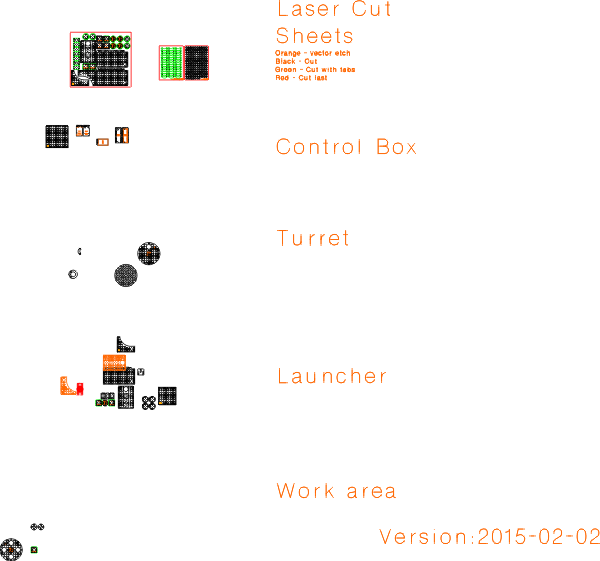 Laser Cut
Sheets
Orange - vector etch
Black - Cut
Green - Cut with tabs
Red - Cut last
Control Box
Turret
Launcher
Work area
Version:2015-02-02